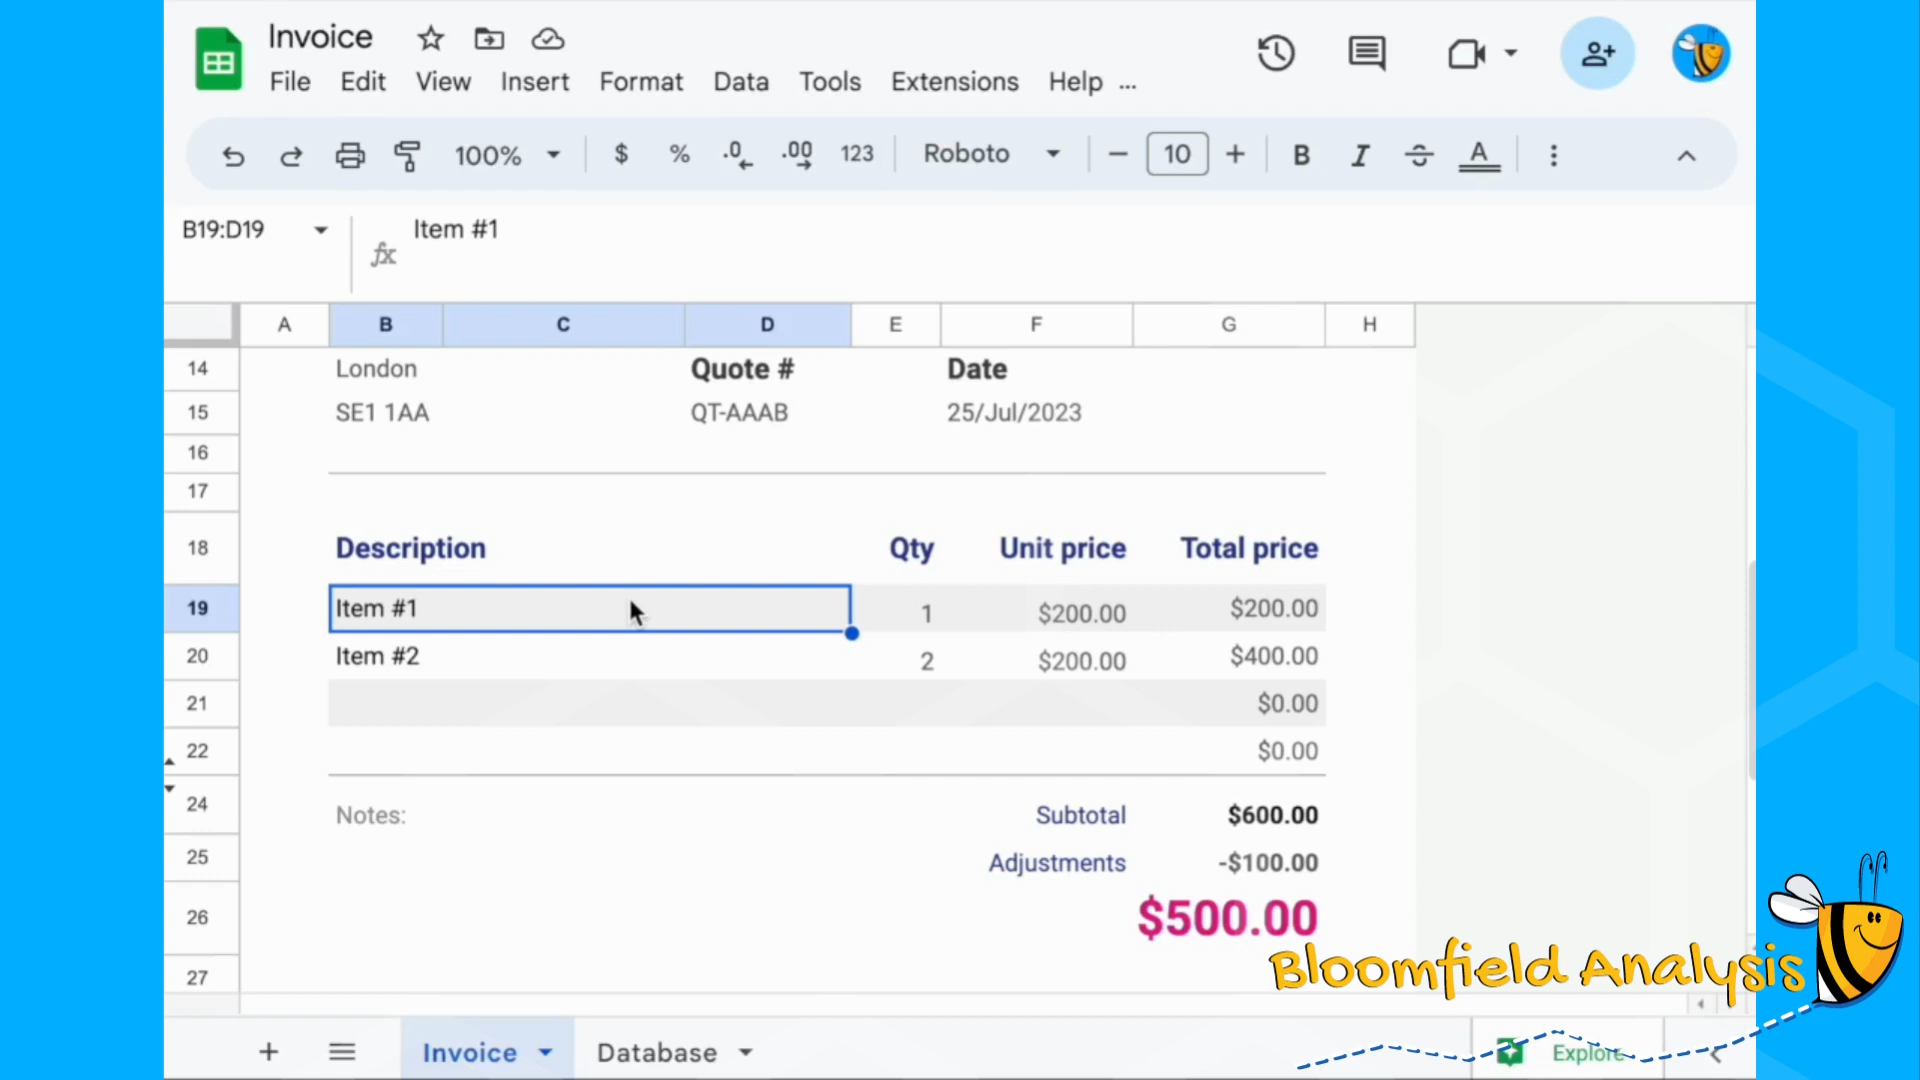 Invoice
File Edit View Insert Format Data Tools Extensions Help ...
100% $ % .0 .00 123 Roboto 10 B I A
B19:D19 fx Item #1
A B C D E F G H
14 London Quote # Date
15 SE1 1AA QT-AAAB 25/Jul/2023
16
17
18 Description Qty Unit price Total price
19 Item #1 1 $200.00 $200.00
20 Item #2 2 $200.00 $400.00
21 $0.00
22 $0.00
24 Notes: Subtotal $600.00
25 Adjustments -$100.00
26 $500.00
Bloomfield Analysis
27
Invoice Database Explore